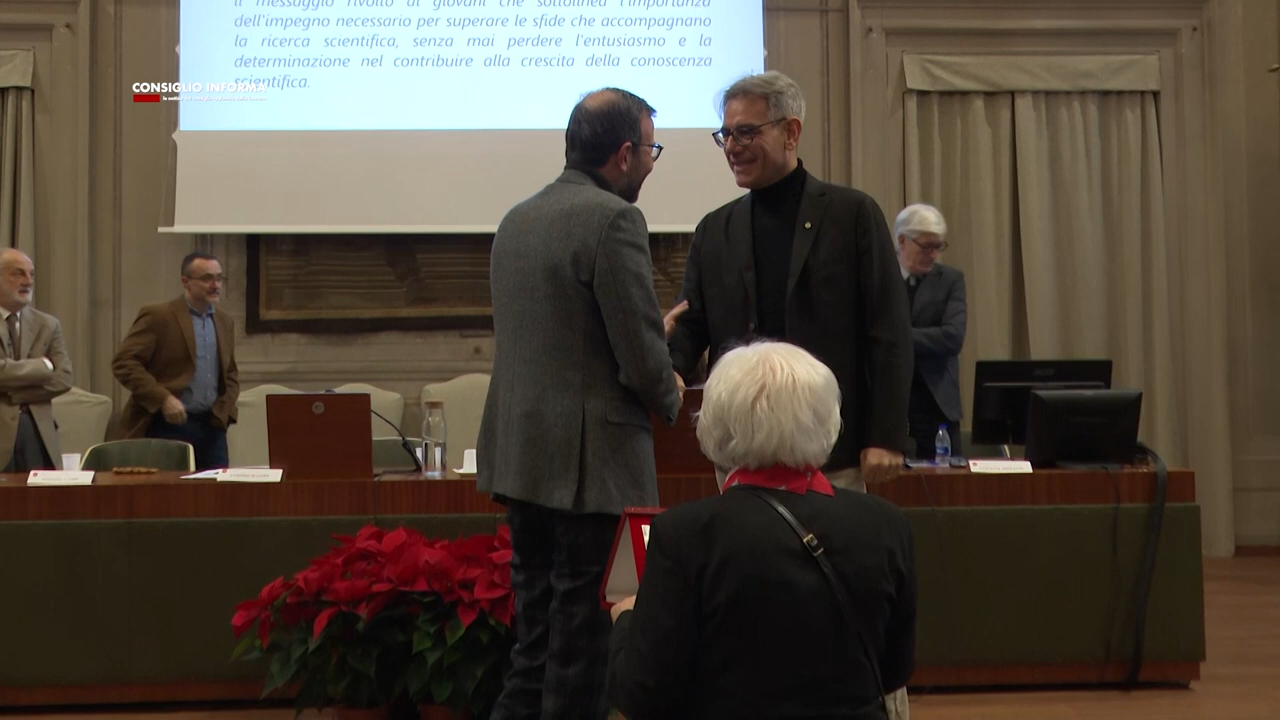 il messaggio rivolto ai giovani che sottolinea l'importanza
dell'impegno necessario per superare le sfide che accompagnano
la ricerca scientifica, senza mai perdere l'entusiasmo e la
determinazione nel contribuire alla crescita della conoscenza
scientifica.
CONSIGLIO INFORMA